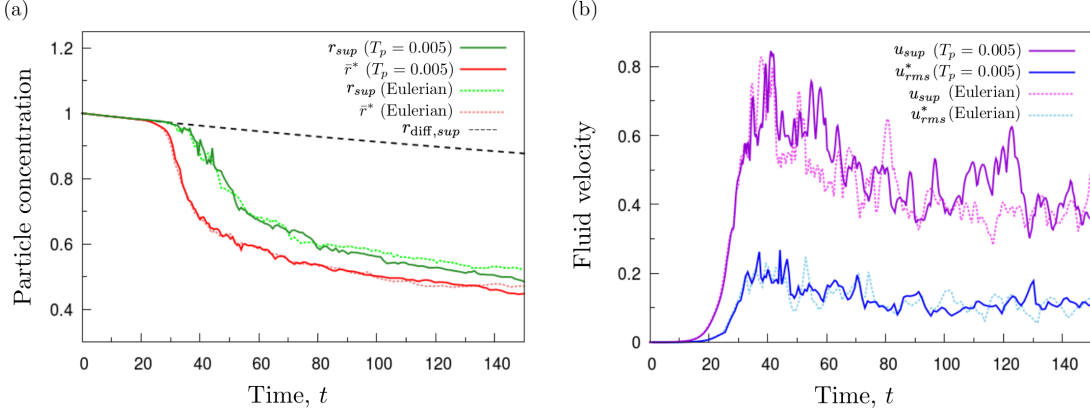 (a)
1.2
1
0.8
0.6
0.4
0
20
40
60
80
100
120
140
Particle concentration
Time, t
r_sup (T_p = 0.005)
r̄* (T_p = 0.005)
r_sup (Eulerian)
r̄* (Eulerian)
r_diff,sup
(b)
0.8
0.6
0.4
0.2
0
0
20
40
60
80
100
120
140
Fluid velocity
Time, t
u_sup (T_p = 0.005)
u*_rms (T_p = 0.005)
u_sup (Eulerian)
u*_rms (Eulerian)